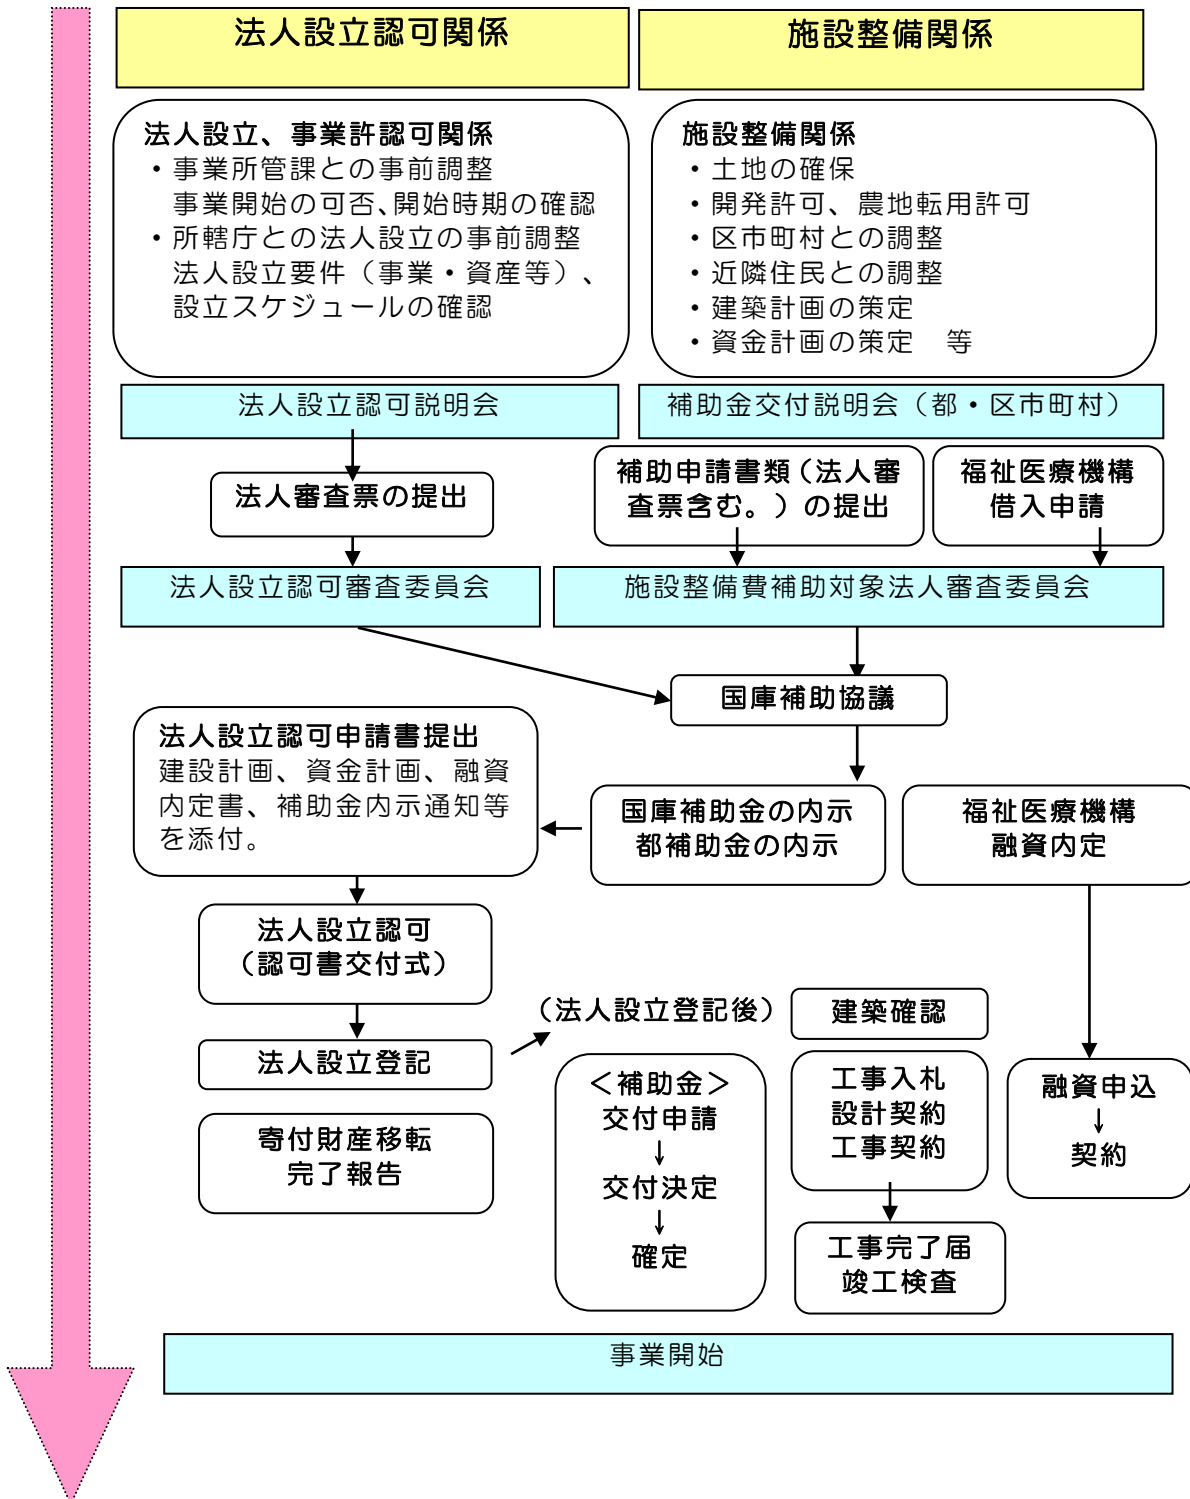 法人設立認可関係
施設整備関係
法人設立、事業許認可関係
・事業所管課との事前調整
事業開始の可否、開始時期の確認
・所轄庁との法人設立の事前調整
法人設立要件（事業・資産等）、
設立スケジュールの確認
施設整備関係
・土地の確保
・開発許可、農地転用許可
・区市町村との調整
・近隣住民との調整
・建築計画の策定
・資金計画の策定　等
法人設立認可説明会
補助金交付説明会（都・区市町村）
法人審査票の提出
補助申請書類（法人審
査票含む。）の提出
福祉医療機構
借入申請
法人設立認可審査委員会
施設整備費補助対象法人審査委員会
国庫補助協議
法人設立認可申請書提出
建設計画、資金計画、融資
内定書、補助金内示通知等
を添付。
国庫補助金の内示
都補助金の内示
福祉医療機構
融資内定
法人設立認可
（認可書交付式）
法人設立登記
（法人設立登記後）
建築確認
寄付財産移転
完了報告
＜補助金＞
交付申請
↓
交付決定
↓
確定
工事入札
設計契約
工事契約
融資申込
↓
契約
工事完了届
竣工検査
事業開始